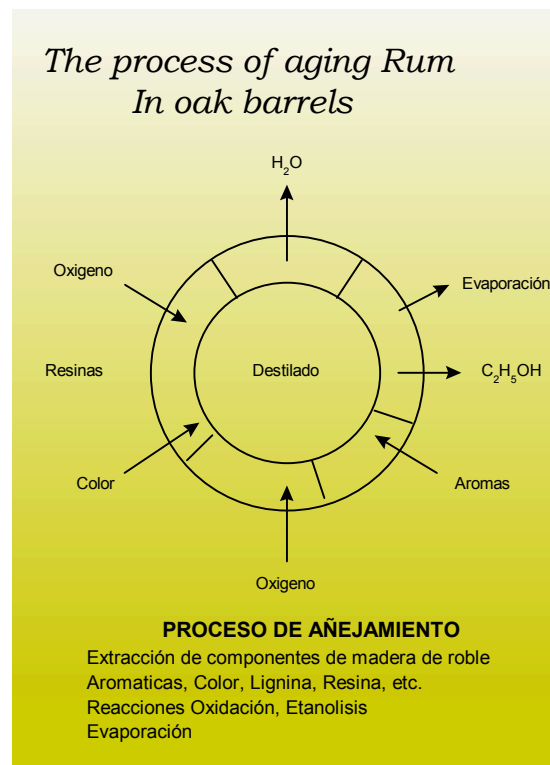 The process of aging Rum
In oak barrels
H₂O
Oxigeno
Evaporación
Resinas
Destilado
C₂H₅OH
Color
Aromas
Oxigeno
PROCESO DE AÑEJAMIENTO
Extracción de componentes de madera de roble
Aromaticas, Color, Lignina, Resina, etc.
Reacciones Oxidación, Etanolisis
Evaporación